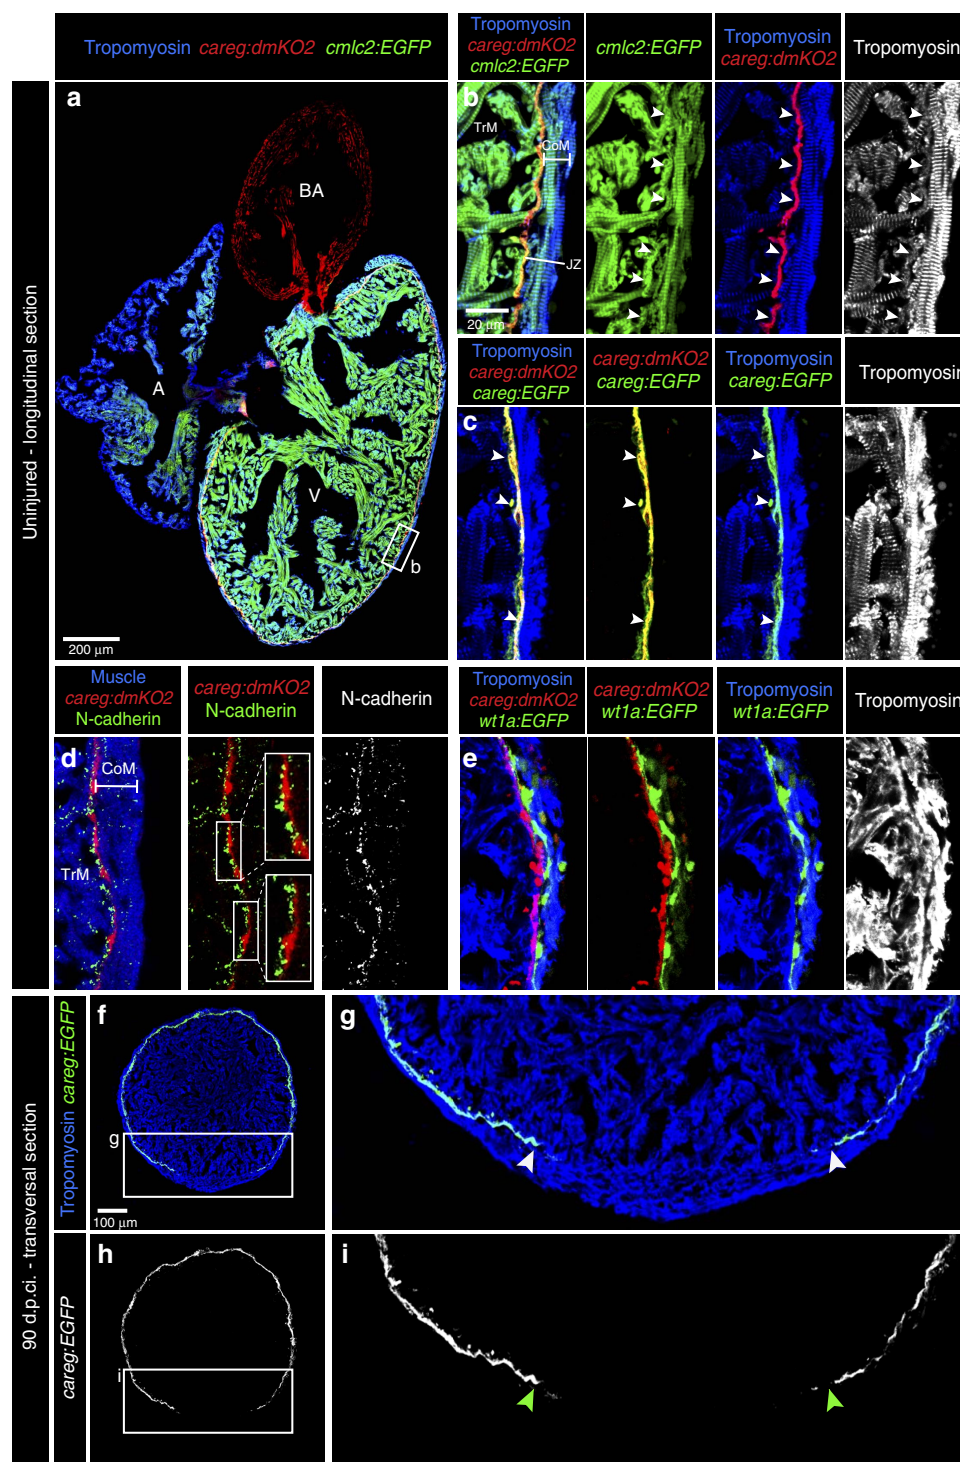 Tropomyosin careg:dmKO2 cmlc2:EGFP
Tropomyosin
careg:dmKO2
cmlc2:EGFP
cmlc2:EGFP
Tropomyosin
careg:dmKO2
Tropomyosin
Uninjured - longitudinal section
a
BA
A
V
b
200 µm
b
TrM
CoM
JZ
20 µm
Tropomyosin
careg:dmKO2
careg:EGFP
careg:dmKO2
careg:EGFP
Tropomyosin
careg:EGFP
Tropomyosin
c
Muscle
careg:dmKO2
N-cadherin
careg:dmKO2
N-cadherin
N-cadherin
d
CoM
TrM
Tropomyosin
careg:dmKO2
wt1a:EGFP
careg:dmKO2
wt1a:EGFP
Tropomyosin
wt1a:EGFP
Tropomyosin
e
90 d.p.ci. - transversal section
Tropomyosin careg:EGFP
f
g
100 µm
g
careg:EGFP
h
i
i